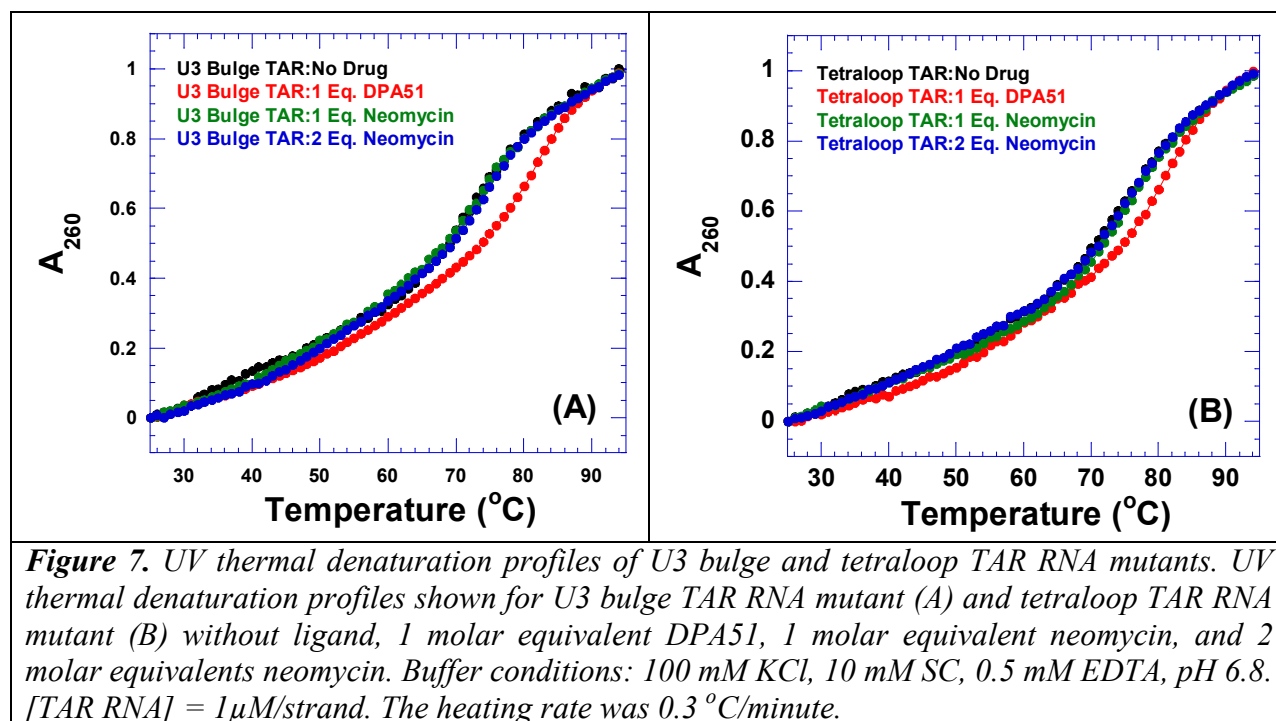 U3 Bulge TAR:No Drug
U3 Bulge TAR:1 Eq. DPA51
U3 Bulge TAR:1 Eq. Neomycin
U3 Bulge TAR:2 Eq. Neomycin
1
0.8
0.6
0.4
0.2
0
A260
30 40 50 60 70 80 90
Temperature (°C)
(A)
Tetraloop TAR:No Drug
Tetraloop TAR:1 Eq. DPA51
Tetraloop TAR:1 Eq. Neomycin
Tetraloop TAR:2 Eq. Neomycin
1
0.8
0.6
0.4
0.2
0
A260
30 40 50 60 70 80 90
Temperature (°C)
(B)
Figure 7. UV thermal denaturation profiles of U3 bulge and tetraloop TAR RNA mutants. UV
thermal denaturation profiles shown for U3 bulge TAR RNA mutant (A) and tetraloop TAR RNA
mutant (B) without ligand, 1 molar equivalent DPA51, 1 molar equivalent neomycin, and 2
molar equivalents neomycin. Buffer conditions: 100 mM KCl, 10 mM SC, 0.5 mM EDTA, pH 6.8.
[TAR RNA] = 1µM/strand. The heating rate was 0.3 °C/minute.